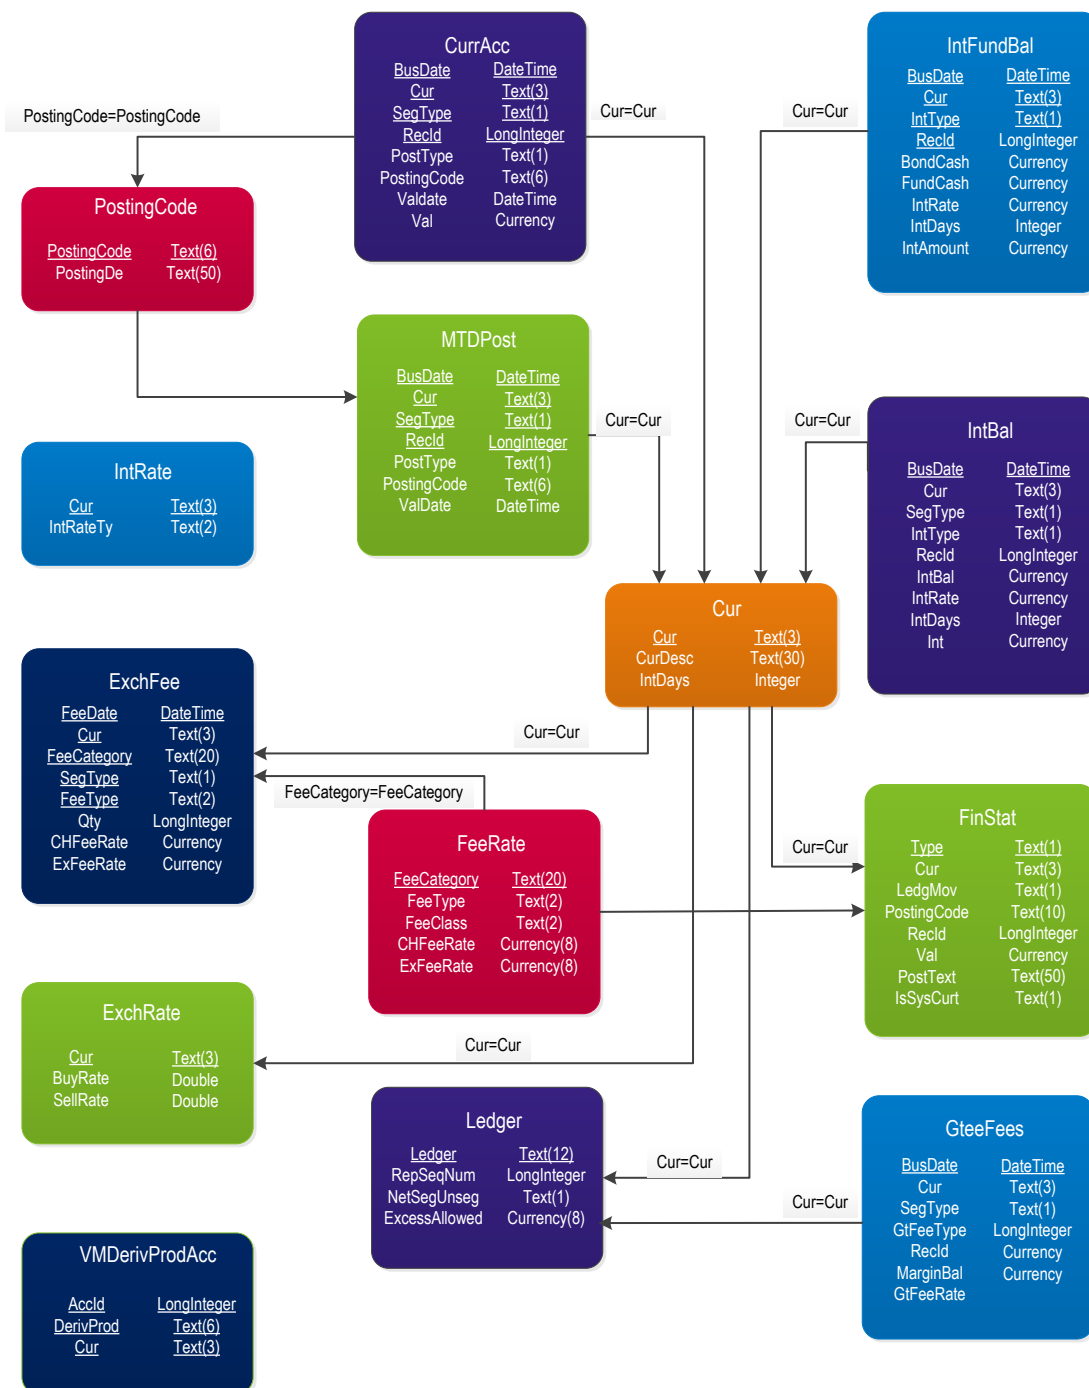 CurrAcc
BusDate DateTime
Cur Text(3)
SegType Text(1)
RecId LongInteger
PostType Text(1)
PostingCode Text(6)
Valdate DateTime
Val Currency
IntFundBal
BusDate DateTime
Cur Text(3)
IntType Text(1)
RecId LongInteger
BondCash Currency
FundCash Currency
IntRate Currency
IntDays Integer
IntAmount Currency
PostingCode=PostingCode
Cur=Cur
Cur=Cur
PostingCode
PostingCode Text(6)
PostingDe Text(50)
MTDPost
BusDate DateTime
Cur Text(3)
SegType Text(1)
RecId LongInteger
PostType Text(1)
PostingCode Text(6)
ValDate DateTime
Cur=Cur
Cur=Cur
IntBal
BusDate DateTime
Cur Text(3)
SegType Text(1)
IntType Text(1)
RecId LongInteger
IntBal Currency
IntRate Currency
IntDays Integer
Int Currency
IntRate
Cur Text(3)
IntRateTy Text(2)
Cur
Cur Text(3)
CurDesc Text(30)
IntDays Integer
ExchFee
FeeDate DateTime
Cur Text(3)
FeeCategory Text(20)
SegType Text(1)
FeeType Text(2)
Qty LongInteger
CHFeeRate Currency
ExFeeRate Currency
Cur=Cur
FeeCategory=FeeCategory
FeeRate
FeeCategory Text(20)
FeeType Text(2)
FeeClass Text(2)
CHFeeRate Currency(8)
ExFeeRate Currency(8)
Cur=Cur
FinStat
Type Text(1)
Cur Text(3)
LedgMov Text(1)
PostingCode Text(10)
RecId LongInteger
Val Currency
PostText Text(50)
IsSysCurt Text(1)
ExchRate
Cur Text(3)
BuyRate Double
SellRate Double
Cur=Cur
Ledger
Ledger Text(12)
RepSeqNum LongInteger
NetSegUnseg Text(1)
ExcessAllowed Currency(8)
Cur=Cur
Cur=Cur
GteeFees
BusDate DateTime
Cur Text(3)
SegType Text(1)
GtFeeType LongInteger
RecId Currency
MarginBal Currency
GtFeeRate
VMDerivProdAcc
AccId LongInteger
DerivProd Text(6)
Cur Text(3)